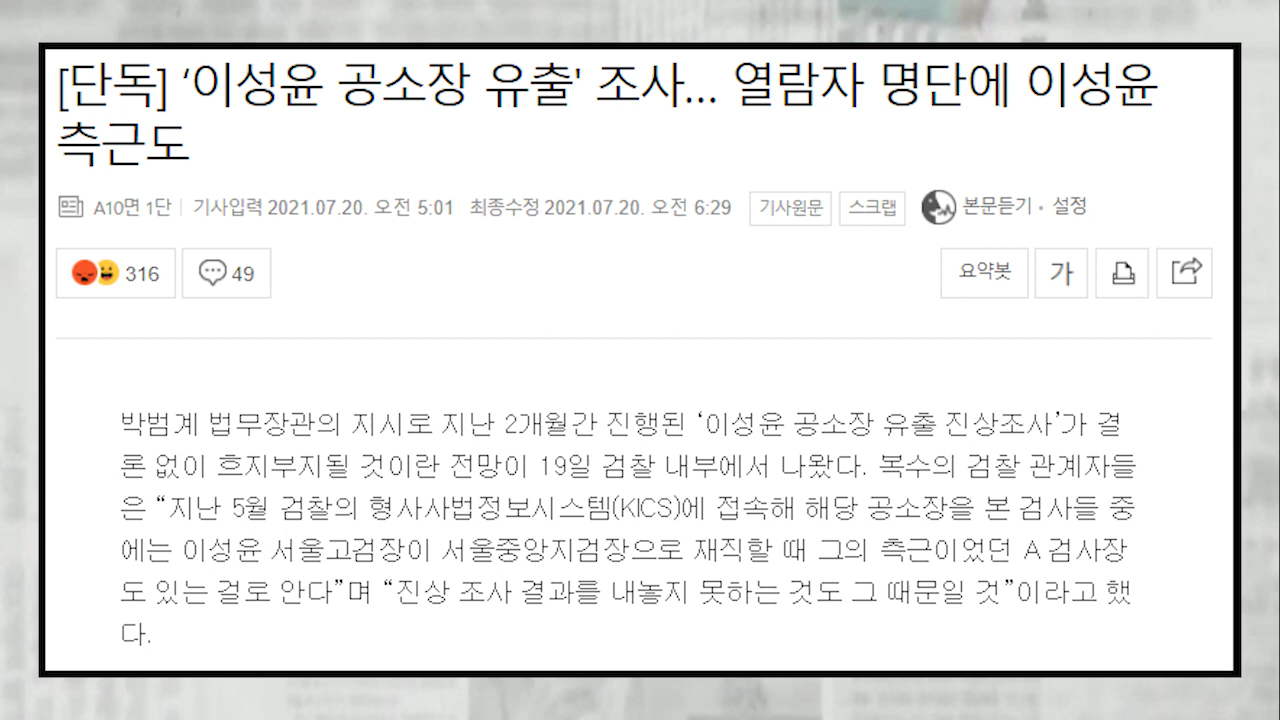 [단독] ‘이성윤 공소장 유출' 조사... 열람자 명단에 이성윤
측근도
A10면 1단 기사입력 2021.07.20. 오전 5:01 최종수정 2021.07.20. 오전 6:29 기사원문 스크랩 본문듣기 · 설정
316 49 요약봇 가
박범계 법무장관의 지시로 지난 2개월간 진행된 ‘이성윤 공소장 유출 진상조사’가 결
론 없이 흐지부지될 것이란 전망이 19일 검찰 내부에서 나왔다. 복수의 검찰 관계자들
은 “지난 5월 검찰의 형사사법정보시스템(KICS)에 접속해 해당 공소장을 본 검사들 중
에는 이성윤 서울고검장이 서울중앙지검장으로 재직할 때 그의 측근이었던 A 검사장
도 있는 걸로 안다”며 “진상 조사 결과를 내놓지 못하는 것도 그 때문일 것”이라고 했
다.